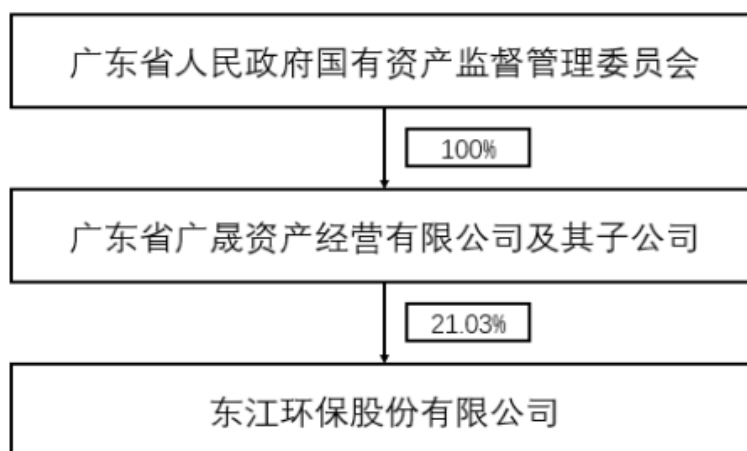 广东省人民政府国有资产监督管理委员会
100%
广东省广晟资产经营有限公司及其子公司
21.03%
东江环保股份有限公司